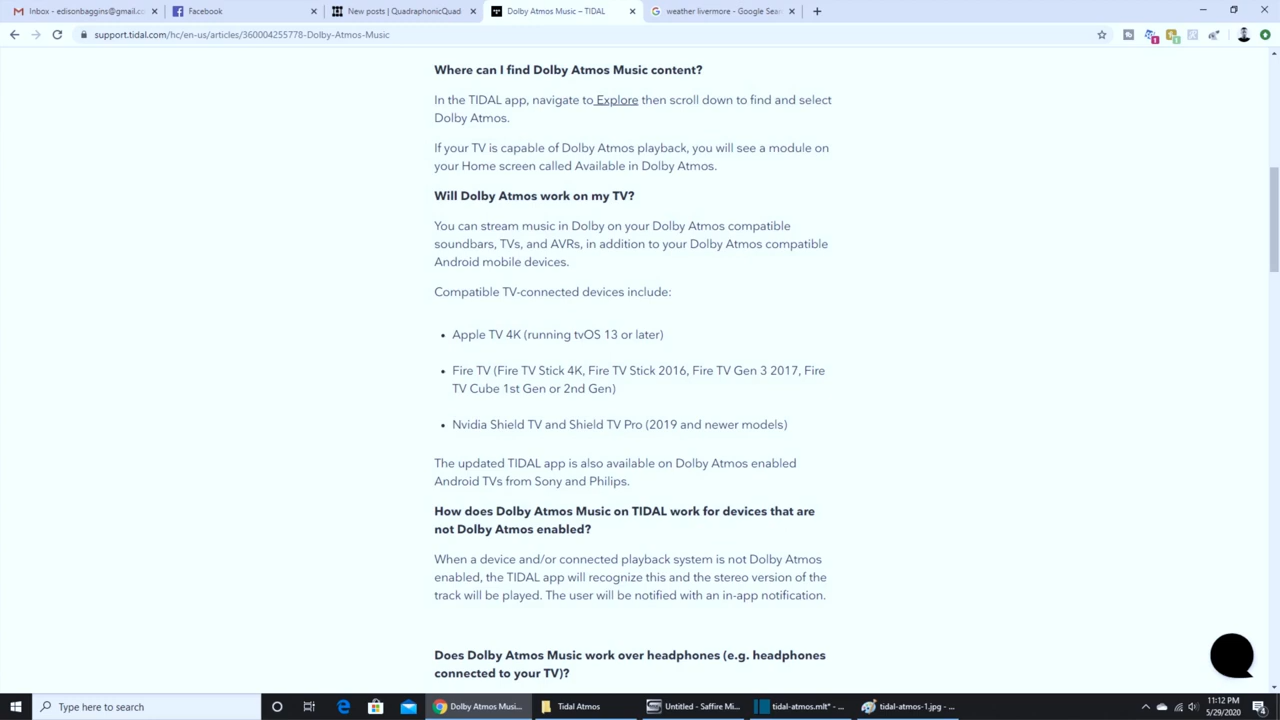 Inbox - edisonbaggins@gmail.co
Facebook
New posts | QuadraphonicQuad
Dolby Atmos Music – TIDAL
weather livermore - Google Sear
support.tidal.com/hc/en-us/articles/360004255778-Dolby-Atmos-Music
1
1
Where can I find Dolby Atmos Music content?
In the TIDAL app, navigate to Explore then scroll down to find and select
Dolby Atmos.
If your TV is capable of Dolby Atmos playback, you will see a module on
your Home screen called Available in Dolby Atmos.
Will Dolby Atmos work on my TV?
You can stream music in Dolby on your Dolby Atmos compatible
soundbars, TVs, and AVRs, in addition to your Dolby Atmos compatible
Android mobile devices.
Compatible TV-connected devices include:
• Apple TV 4K (running tvOS 13 or later)
• Fire TV (Fire TV Stick 4K, Fire TV Stick 2016, Fire TV Gen 3 2017, Fire
TV Cube 1st Gen or 2nd Gen)
• Nvidia Shield TV and Shield TV Pro (2019 and newer models)
The updated TIDAL app is also available on Dolby Atmos enabled
Android TVs from Sony and Philips.
How does Dolby Atmos Music on TIDAL work for devices that are
not Dolby Atmos enabled?
When a device and/or connected playback system is not Dolby Atmos
enabled, the TIDAL app will recognize this and the stereo version of the
track will be played. The user will be notified with an in-app notification.
Does Dolby Atmos Music work over headphones (e.g. headphones
connected to your TV)?
Type here to search
Dolby Atmos Musi...
Tidal Atmos
Untitled - Saffire Mi...
tidal-atmos.mlt* - ...
tidal-atmos-1.jpg - ...
11:12 PM
5/29/2020
4